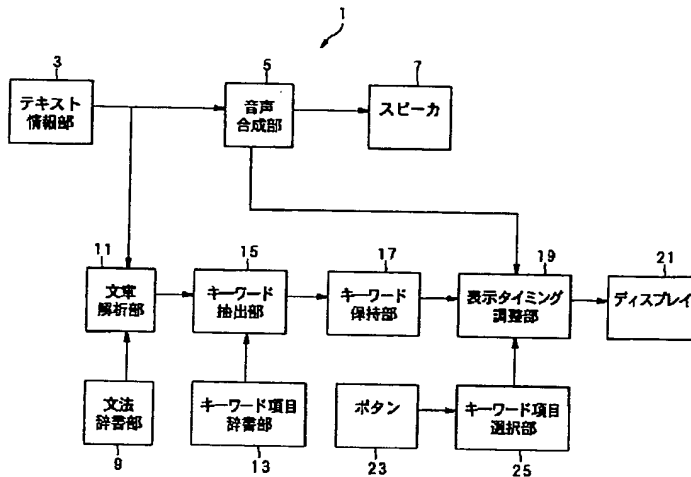 1
3
5
7
テキスト
情報部
音声
合成部
スピーカ
11
15
17
19
21
文章
解析部
キーワード
抽出部
キーワード
保持部
表示タイミング
調整部
ディスプレイ
文法
辞書部
キーワード項目
辞書部
ボタン
キーワード項目
選択部
9
13
23
25